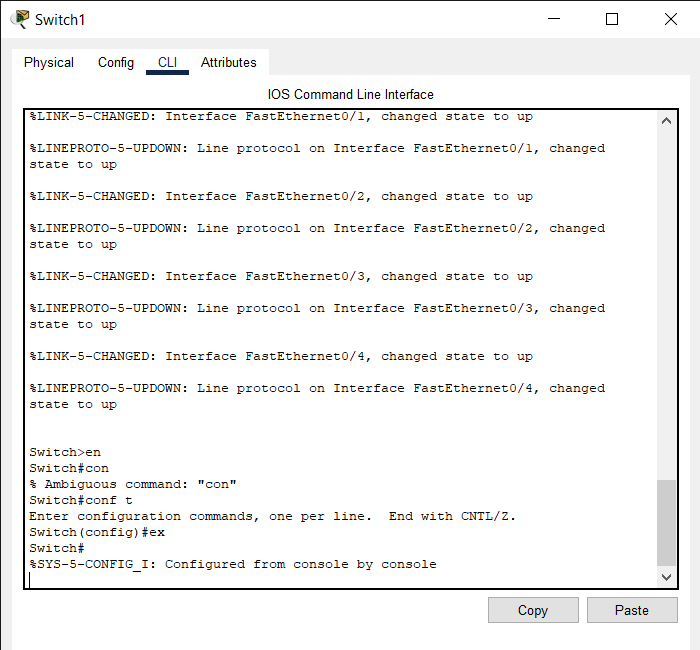 Switch1
Physical Config CLI Attributes
IOS Command Line Interface
%LINK-5-CHANGED: Interface FastEthernet0/1, changed state to up
%LINEPROTO-5-UPDOWN: Line protocol on Interface FastEthernet0/1, changed
state to up
%LINK-5-CHANGED: Interface FastEthernet0/2, changed state to up
%LINEPROTO-5-UPDOWN: Line protocol on Interface FastEthernet0/2, changed
state to up
%LINK-5-CHANGED: Interface FastEthernet0/3, changed state to up
%LINEPROTO-5-UPDOWN: Line protocol on Interface FastEthernet0/3, changed
state to up
%LINK-5-CHANGED: Interface FastEthernet0/4, changed state to up
%LINEPROTO-5-UPDOWN: Line protocol on Interface FastEthernet0/4, changed
state to up
Switch>en
Switch#con
% Ambiguous command: "con"
Switch#conf t
Enter configuration commands, one per line.  End with CNTL/Z.
Switch(config)#ex
Switch#
%SYS-5-CONFIG_I: Configured from console by console
Copy Paste